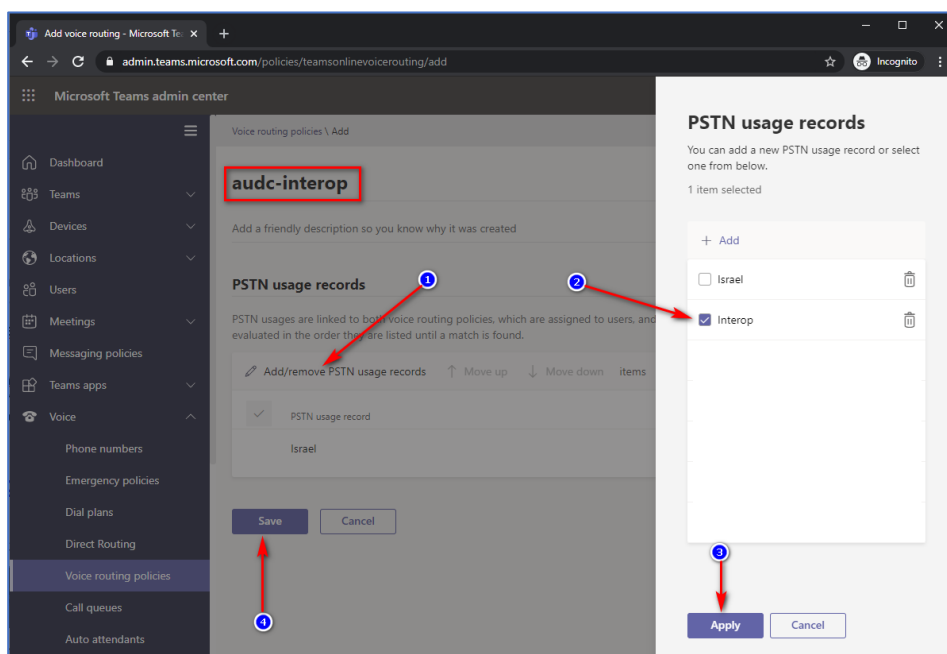 Add voice routing - Microsoft Te
admin.teams.microsoft.com/policies/teamsonlinevoicerouting/add
Incognito
Microsoft Teams admin center
Dashboard
Teams
Devices
Locations
Users
Meetings
Messaging policies
Teams apps
Voice
Phone numbers
Emergency policies
Dial plans
Direct Routing
Voice routing policies
Call queues
Auto attendants
Voice routing policies \ Add
audc-interop
Add a friendly description so you know why it was created
PSTN usage records
1
PSTN usages are linked to both voice routing policies, which are assigned to users, and
evaluated in the order they are listed until a match is found.
Add/remove PSTN usage records Move up Move down items
PSTN usage record
Israel
Save Cancel
4
PSTN usage records
You can add a new PSTN usage record or select
one from below.
1 item selected
+ Add
Israel
2
Interop
3
Apply Cancel